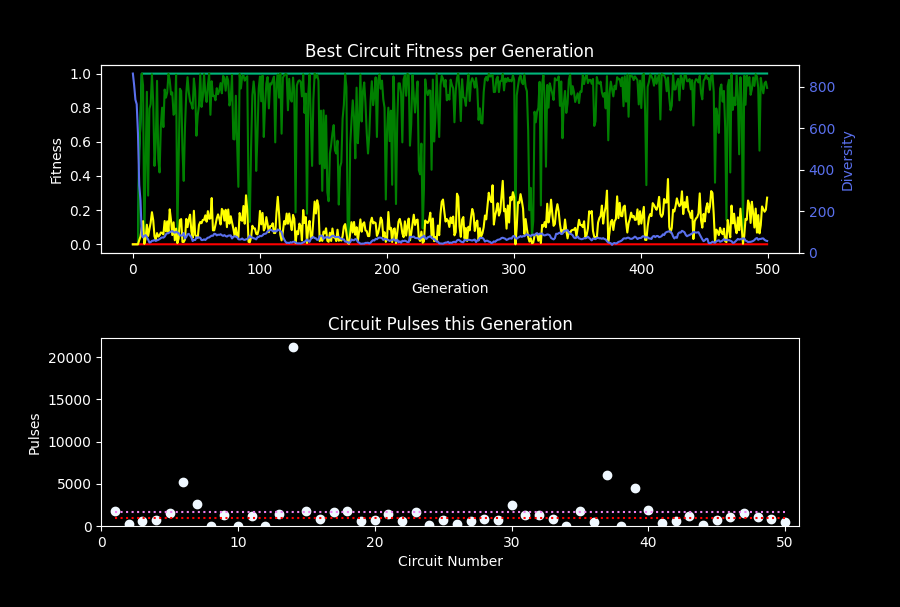 Best Circuit Fitness per Generation
1.0
0.8
0.6
0.4
0.2
0.0
Fitness
800
600
400
200
0
Diversity
0 100 200 300 400 500
Generation
Circuit Pulses this Generation
20000
15000
10000
5000
0
Pulses
0 10 20 30 40 50
Circuit Number